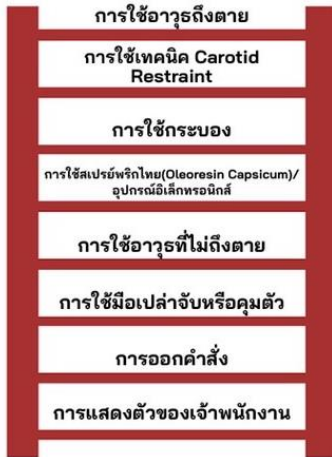 การใช้อาวุธถึงตาย
การใช้เทคนิค Carotid
Restraint
การใช้กระบอง
การใช้สเปรย์พริกไทย(Oleoresin Capsicum)/
อุปกรณ์อิเล็กทรอนิกส์
การใช้อาวุธที่ไม่ถึงตาย
การใช้มือเปล่าจับหรือคุมตัว
การออกคำสั่ง
การแสดงตัวของเจ้าพนักงาน